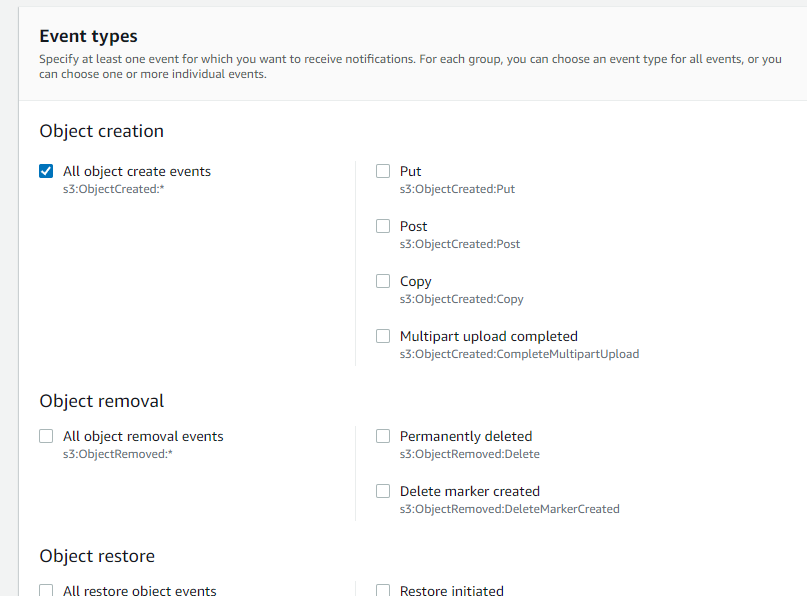 Event types
Specify at least one event for which you want to receive notifications. For each group, you can choose an event type for all events, or you
can choose one or more individual events.
Object creation
All object create events
s3:ObjectCreated:*
Put
s3:ObjectCreated:Put
Post
s3:ObjectCreated:Post
Copy
s3:ObjectCreated:Copy
Multipart upload completed
s3:ObjectCreated:CompleteMultipartUpload
Object removal
All object removal events
s3:ObjectRemoved:*
Permanently deleted
s3:ObjectRemoved:Delete
Delete marker created
s3:ObjectRemoved:DeleteMarkerCreated
Object restore
All restore object events
Restore initiated